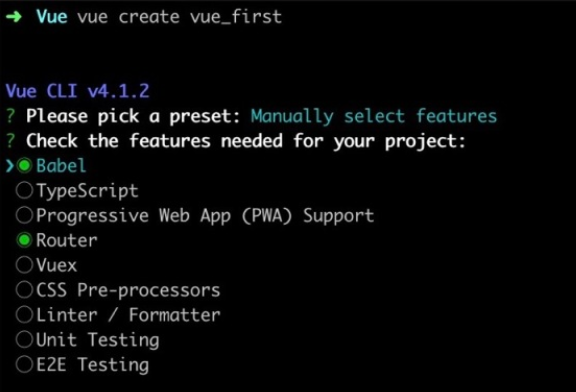 ➜ Vue vue create vue_first
Vue CLI v4.1.2
? Please pick a preset: Manually select features
? Check the features needed for your project:
❯◉ Babel
◯ TypeScript
◯ Progressive Web App (PWA) Support
◉ Router
◯ Vuex
◯ CSS Pre-processors
◯ Linter / Formatter
◯ Unit Testing
◯ E2E Testing